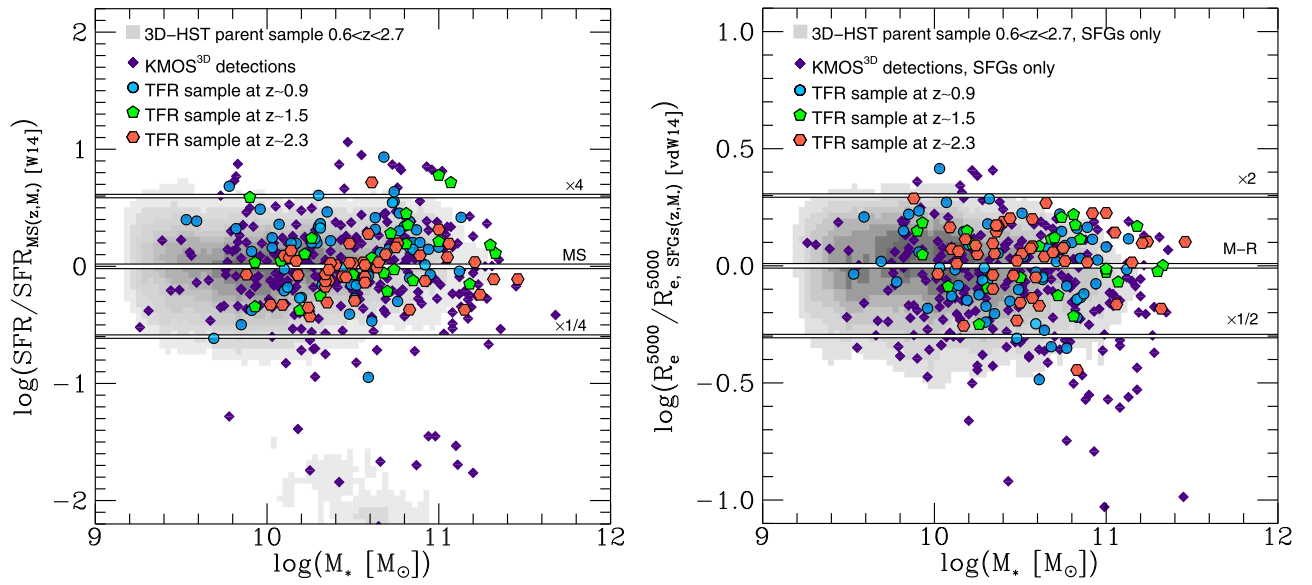 2
1
0
−1
−2
9
10
11
12
log(SFR/SFR_MS(z,M*) [W14])
log(M* [M⊙])
3D−HST parent sample 0.6<z<2.7
KMOS³ᴰ detections
TFR sample at z~0.9
TFR sample at z~1.5
TFR sample at z~2.3
×4
MS
×1/4
1.0
0.5
0.0
−0.5
−1.0
9
10
11
12
log(R_e^5000/R_e, SFGs(z,M*)^5000 [vdW14])
log(M* [M⊙])
3D−HST parent sample 0.6<z<2.7, SFGs only
KMOS³ᴰ detections, SFGs only
TFR sample at z~0.9
TFR sample at z~1.5
TFR sample at z~2.3
×2
M−R
×1/2